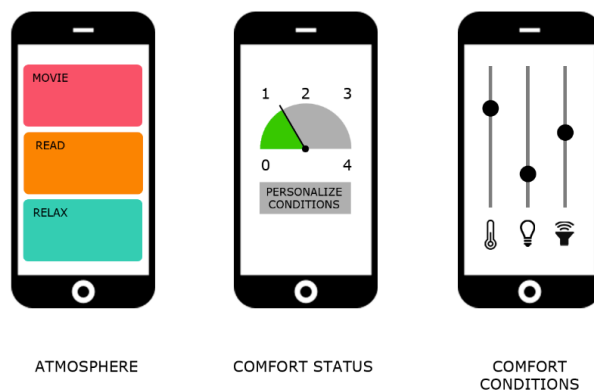 MOVIE
READ
RELAX
1 2 3
0 4
PERSONALIZE
CONDITIONS
ATMOSPHERE
COMFORT STATUS
COMFORT
CONDITIONS